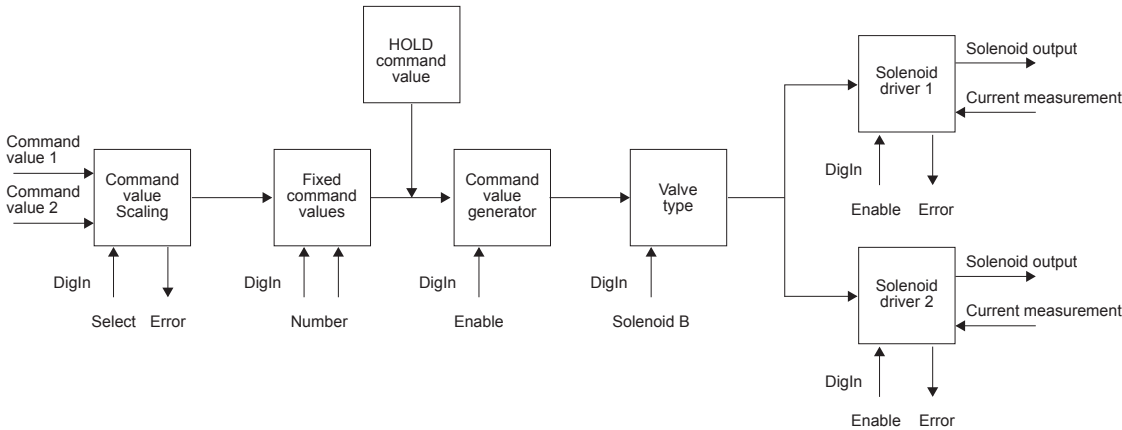 HOLD
command
value
Command
value 1
Command
value 2
Command
value
Scaling
DigIn
Select
Error
Fixed
command
values
DigIn
Number
Command
value
generator
DigIn
Enable
Valve
type
DigIn
Solenoid B
Solenoid
driver 1
Solenoid output
Current measurement
DigIn
Enable
Error
Solenoid
driver 2
Solenoid output
Current measurement
DigIn
Enable
Error